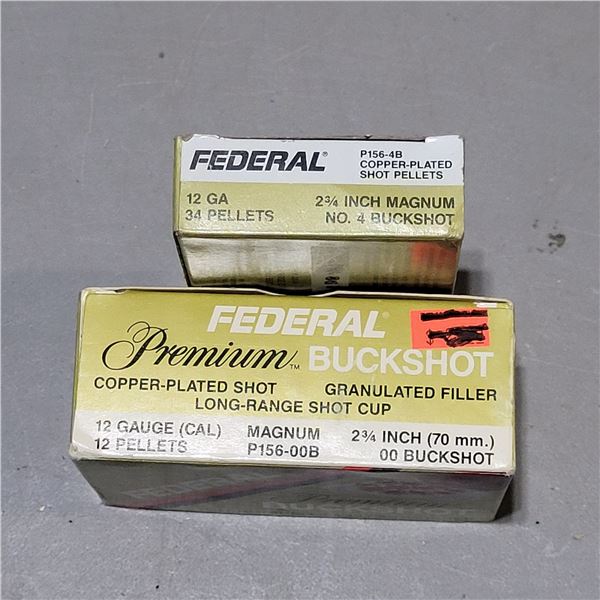 FEDERAL®
P156-4B
COPPER-PLATED
SHOT PELLETS
12 GA
34 PELLETS
2¾ INCH MAGNUM
NO. 4 BUCKSHOT
FEDERAL®
Premium™ BUCKSHOT
COPPER-PLATED SHOT GRANULATED FILLER
LONG-RANGE SHOT CUP
12 GAUGE (CAL) MAGNUM 2¾ INCH (70 mm.)
12 PELLETS P156-00B 00 BUCKSHOT
Premium
BUCKSHOT